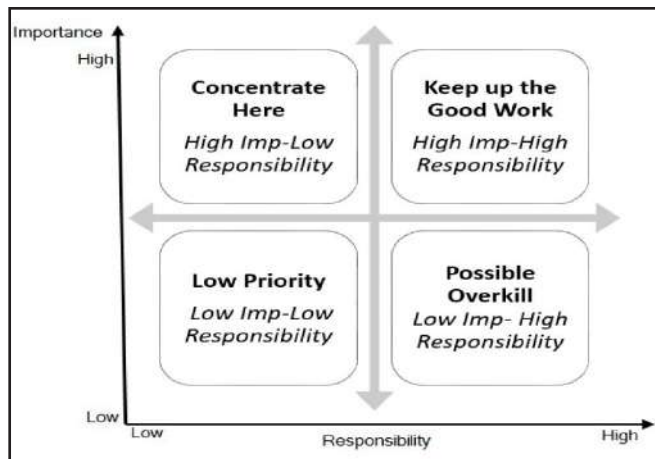 Importance
High
Concentrate
Here
High Imp-Low
Responsibility
Keep up the
Good Work
High Imp-High
Responsibility
Low Priority
Low Imp-Low
Responsibility
Possible
Overkill
Low Imp- High
Responsibility
Low
Low
Responsibility
High